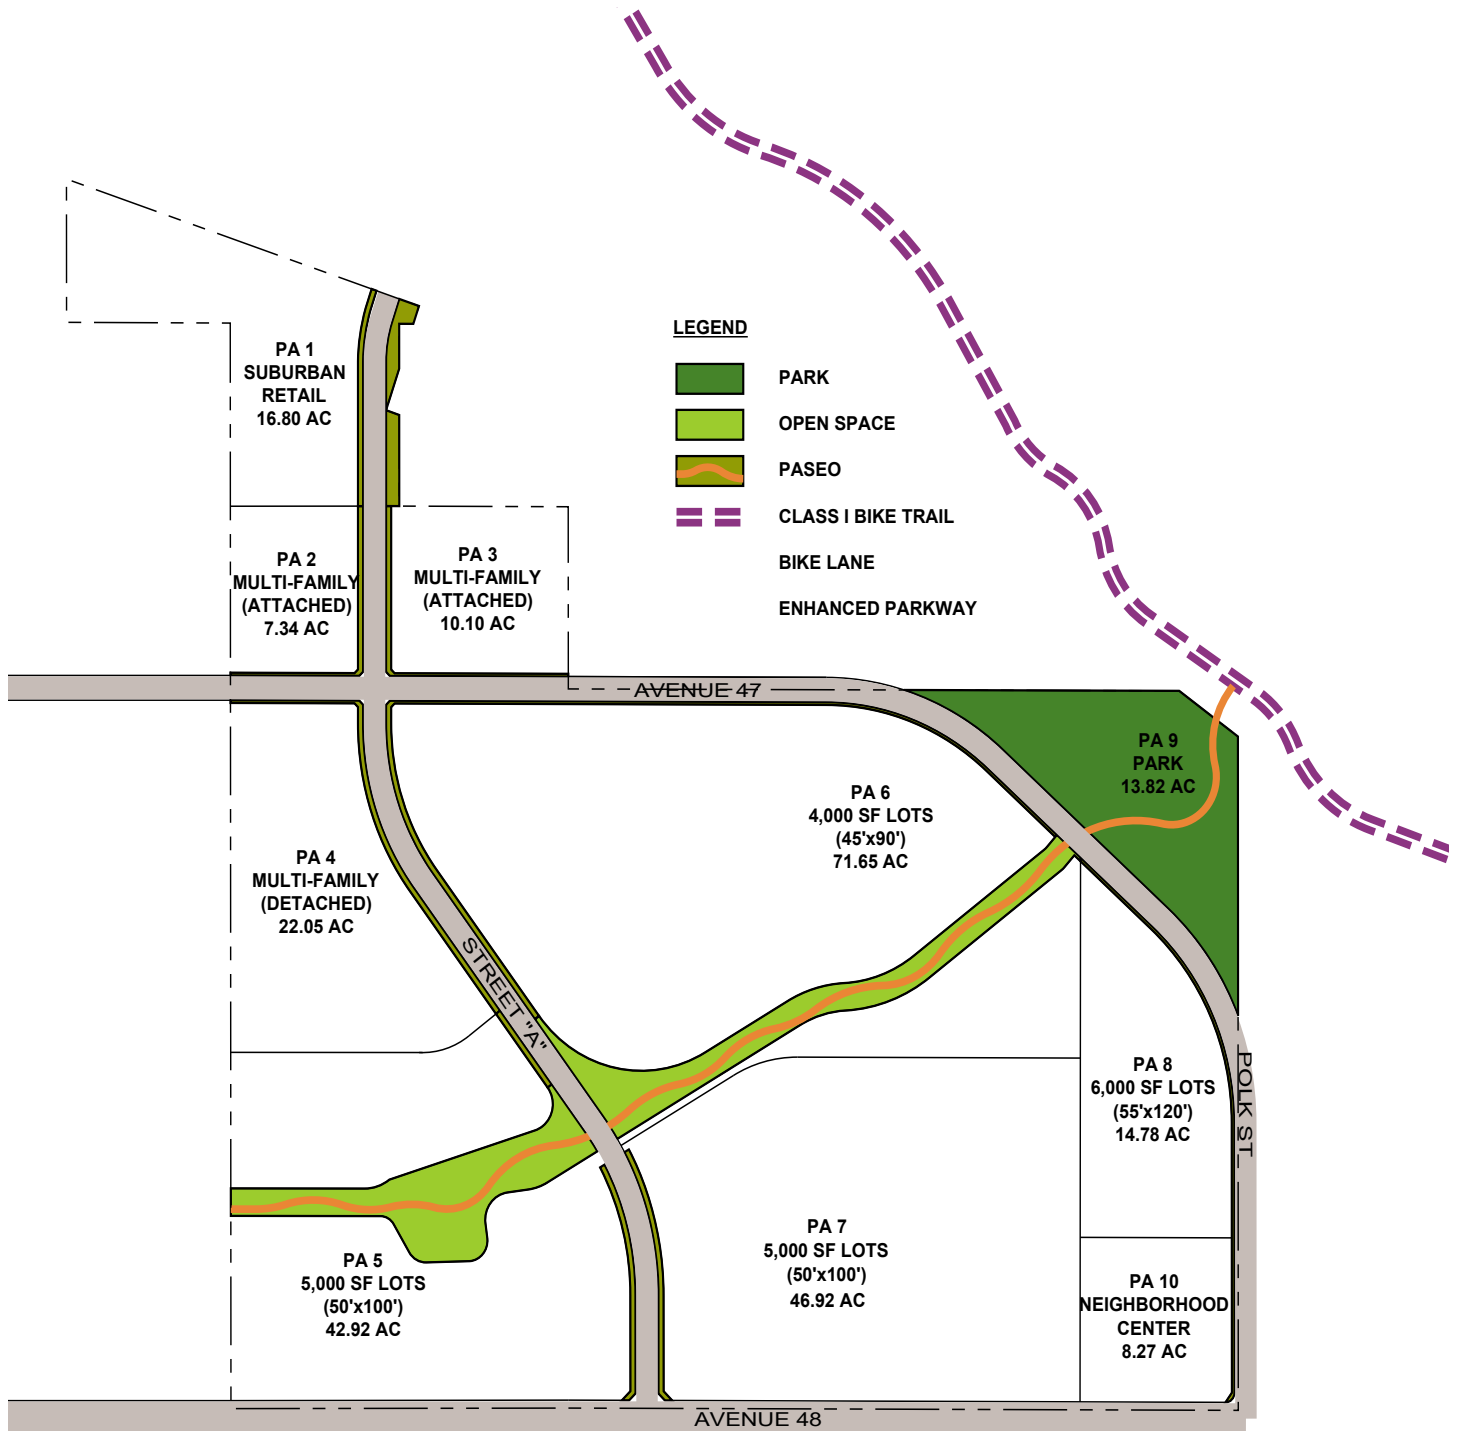 LEGEND
PARK
OPEN SPACE
PASEO
CLASS I BIKE TRAIL
BIKE LANE
ENHANCED PARKWAY
PA 1
SUBURBAN
RETAIL
16.80 AC
PA 2
MULTI-FAMILY
(ATTACHED)
7.34 AC
PA 3
MULTI-FAMILY
(ATTACHED)
10.10 AC
AVENUE 47
PA 9
PARK
13.82 AC
PA 6
4,000 SF LOTS
(45'x90')
71.65 AC
PA 4
MULTI-FAMILY
(DETACHED)
22.05 AC
STREET "A"
PA 8
6,000 SF LOTS
(55'x120')
14.78 AC
POLK ST
PA 5
5,000 SF LOTS
(50'x100')
42.92 AC
PA 7
5,000 SF LOTS
(50'x100')
46.92 AC
PA 10
NEIGHBORHOOD
CENTER
8.27 AC
AVENUE 48